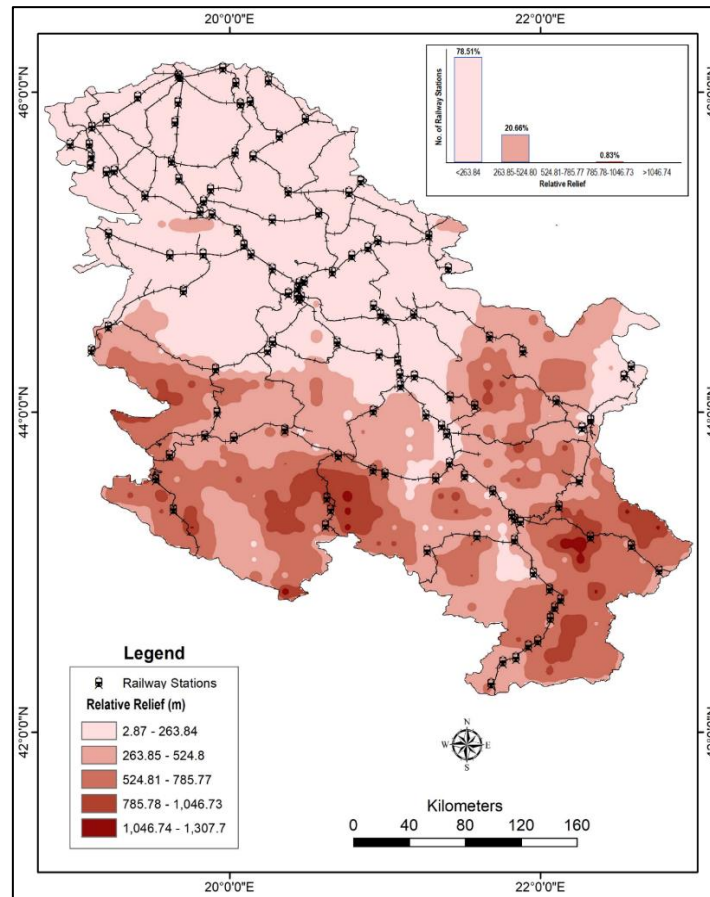 20°0'0"E 22°0'0"E
46°0'0"N
44°0'0"N
44°0'0"N
42°0'0"N
20°0'0"E 22°0'0"E
No. of Railway Stations
78.51%
20.66%
0.83%
<263.84 263.85-524.80 524.81-785.77 785.78-1046.73 >1046.74
Relative Relief
Legend
Railway Stations
Relative Relief (m)
2.87 - 263.84
263.85 - 524.8
524.81 - 785.77
785.78 - 1,046.73
1,046.74 - 1,307.7
N
W E
S
Kilometers
0 40 80 120 160